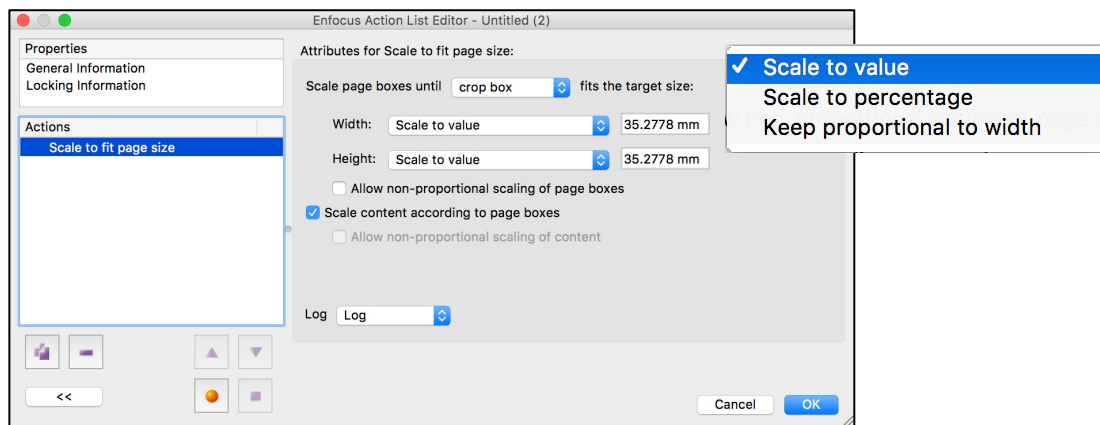 Enfocus Action List Editor - Untitled (2)
Properties
General Information
Locking Information
Actions
Scale to fit page size
<<
Attributes for Scale to fit page size:
Scale page boxes until crop box fits the target size:
Width: Scale to value 35.2778 mm
Height: Scale to value 35.2778 mm
Allow non-proportional scaling of page boxes
Scale content according to page boxes
Allow non-proportional scaling of content
Log Log
Cancel OK
✓ Scale to value
Scale to percentage
Keep proportional to width